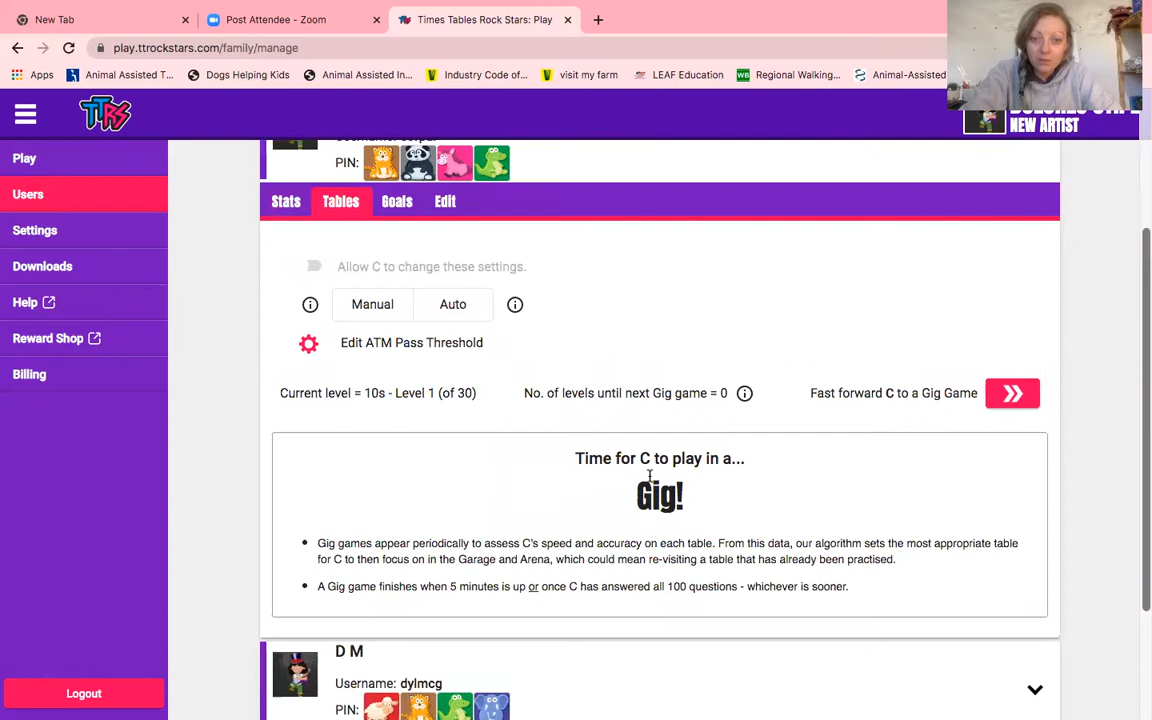 New Tab
Post Attendee - Zoom
Times Tables Rock Stars: Play
play.ttrockstars.com/family/manage
Apps
Animal Assisted T...
Dogs Helping Kids
Animal Assisted In...
Industry Code of...
visit my farm
LEAF Education
Regional Walking...
Animal-Assisted
TTRS
NEW ARTIST
Play
Users
Settings
Downloads
Help
Reward Shop
Billing
Logout
PIN:
Stats
Tables
Goals
Edit
Allow C to change these settings.
Manual
Auto
Edit ATM Pass Threshold
Current level = 10s - Level 1 (of 30)
No. of levels until next Gig game = 0
Fast forward C to a Gig Game
Time for C to play in a...
Gig!
Gig games appear periodically to assess C's speed and accuracy on each table. From this data, our algorithm sets the most appropriate table
for C to then focus on in the Garage and Arena, which could mean re-visiting a table that has already been practised.
A Gig game finishes when 5 minutes is up or once C has answered all 100 questions - whichever is sooner.
D M
Username: dylmcg
PIN: